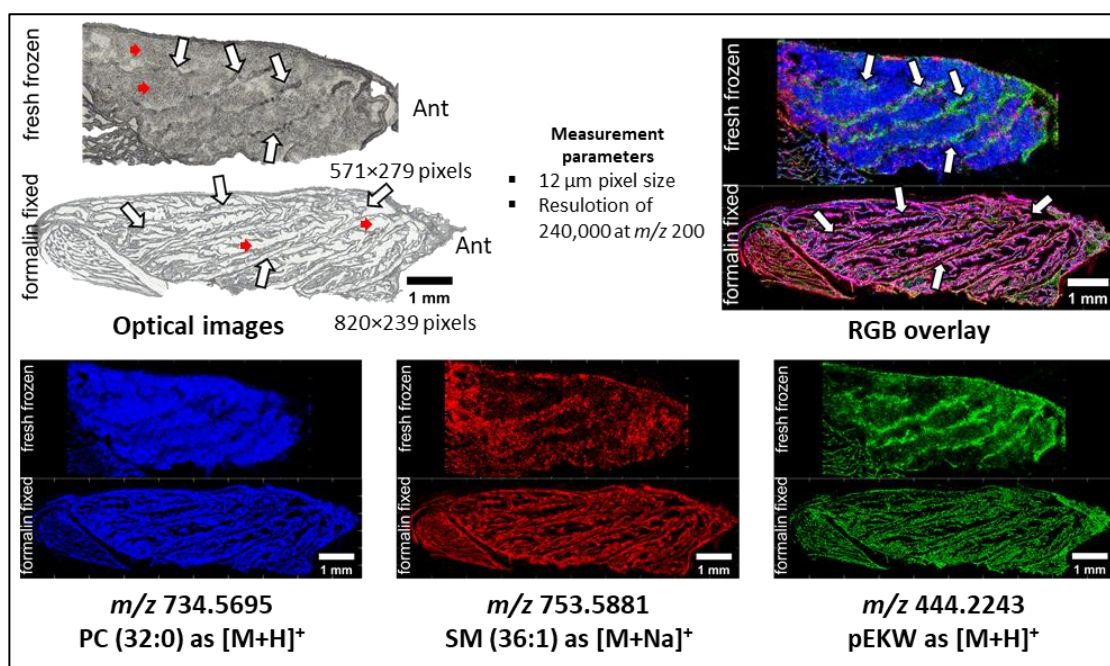 fresh frozen
Ant
571×279 pixels
formalin fixed
Ant
1 mm
Optical images
820×239 pixels
Measurement
parameters
▪ 12 µm pixel size
▪ Resulotion of
240,000 at m/z 200
fresh frozen
formalin fixed
1 mm
RGB overlay
fresh frozen
formalin fixed
1 mm
m/z 734.5695
PC (32:0) as [M+H]⁺
fresh frozen
formalin fixed
1 mm
m/z 753.5881
SM (36:1) as [M+Na]⁺
fresh frozen
formalin fixed
1 mm
m/z 444.2243
pEKW as [M+H]⁺